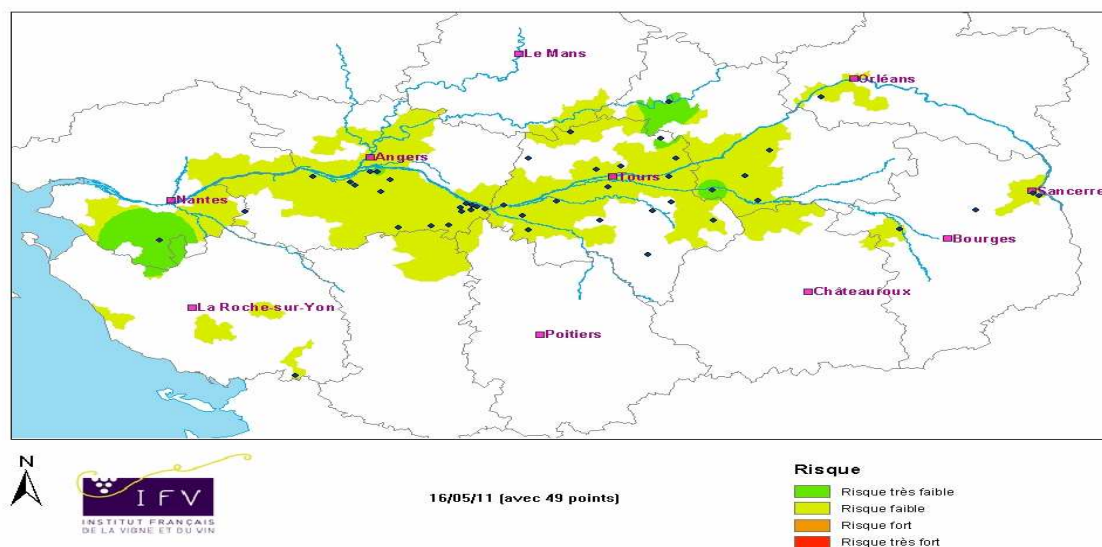 Le Mans
Orléans
Angers
Tours
Nantes
Sancerre
Bourges
Châteauroux
La Roche-sur-Yon
Poitiers
N
IFV
INSTITUT FRANÇAIS
DE LA VIGNE ET DU VIN
16/05/11 (avec 49 points)
Risque
Risque très faible
Risque faible
Risque fort
Risque très fort